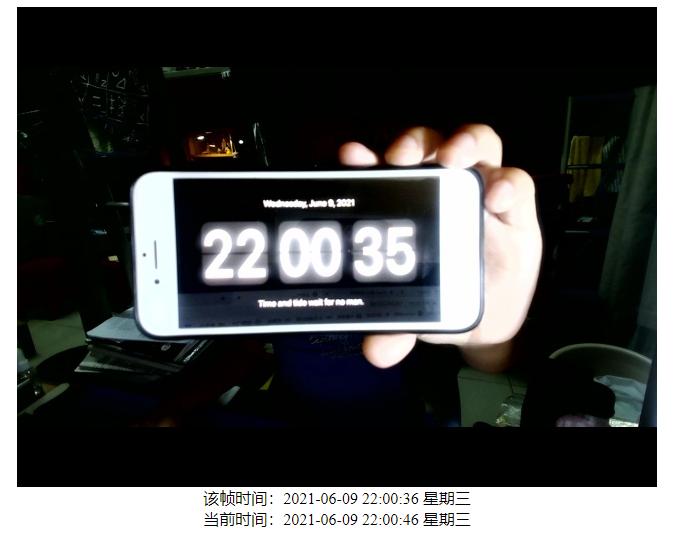 Wednesday, June 9, 2021
22 00 35
Time and tide wait for no man.
该帧时间：2021-06-09 22:00:36 星期三
当前时间：2021-06-09 22:00:46 星期三